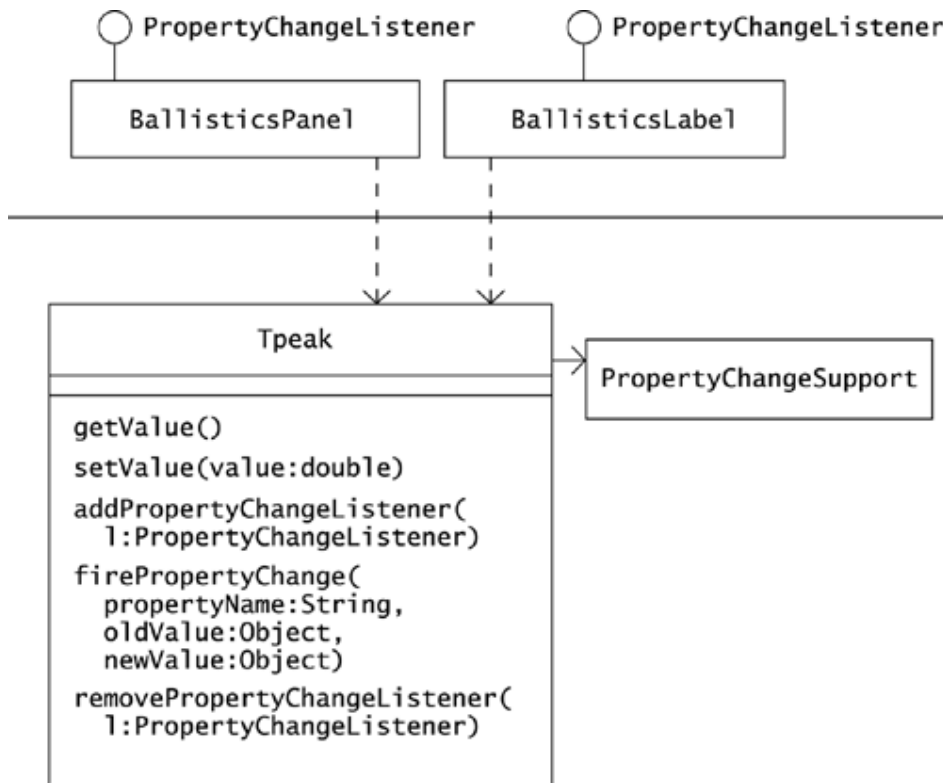 PropertyChangeListener
PropertyChangeListener
BallisticsPanel
BallisticsLabel
Tpeak
PropertyChangeSupport
getValue()
setValue(value:double)
addPropertyChangeListener(
l:PropertyChangeListener)
firePropertyChange(
propertyName:String,
oldValue:Object,
newValue:Object)
removePropertyChangeListener(
l:PropertyChangeListener)